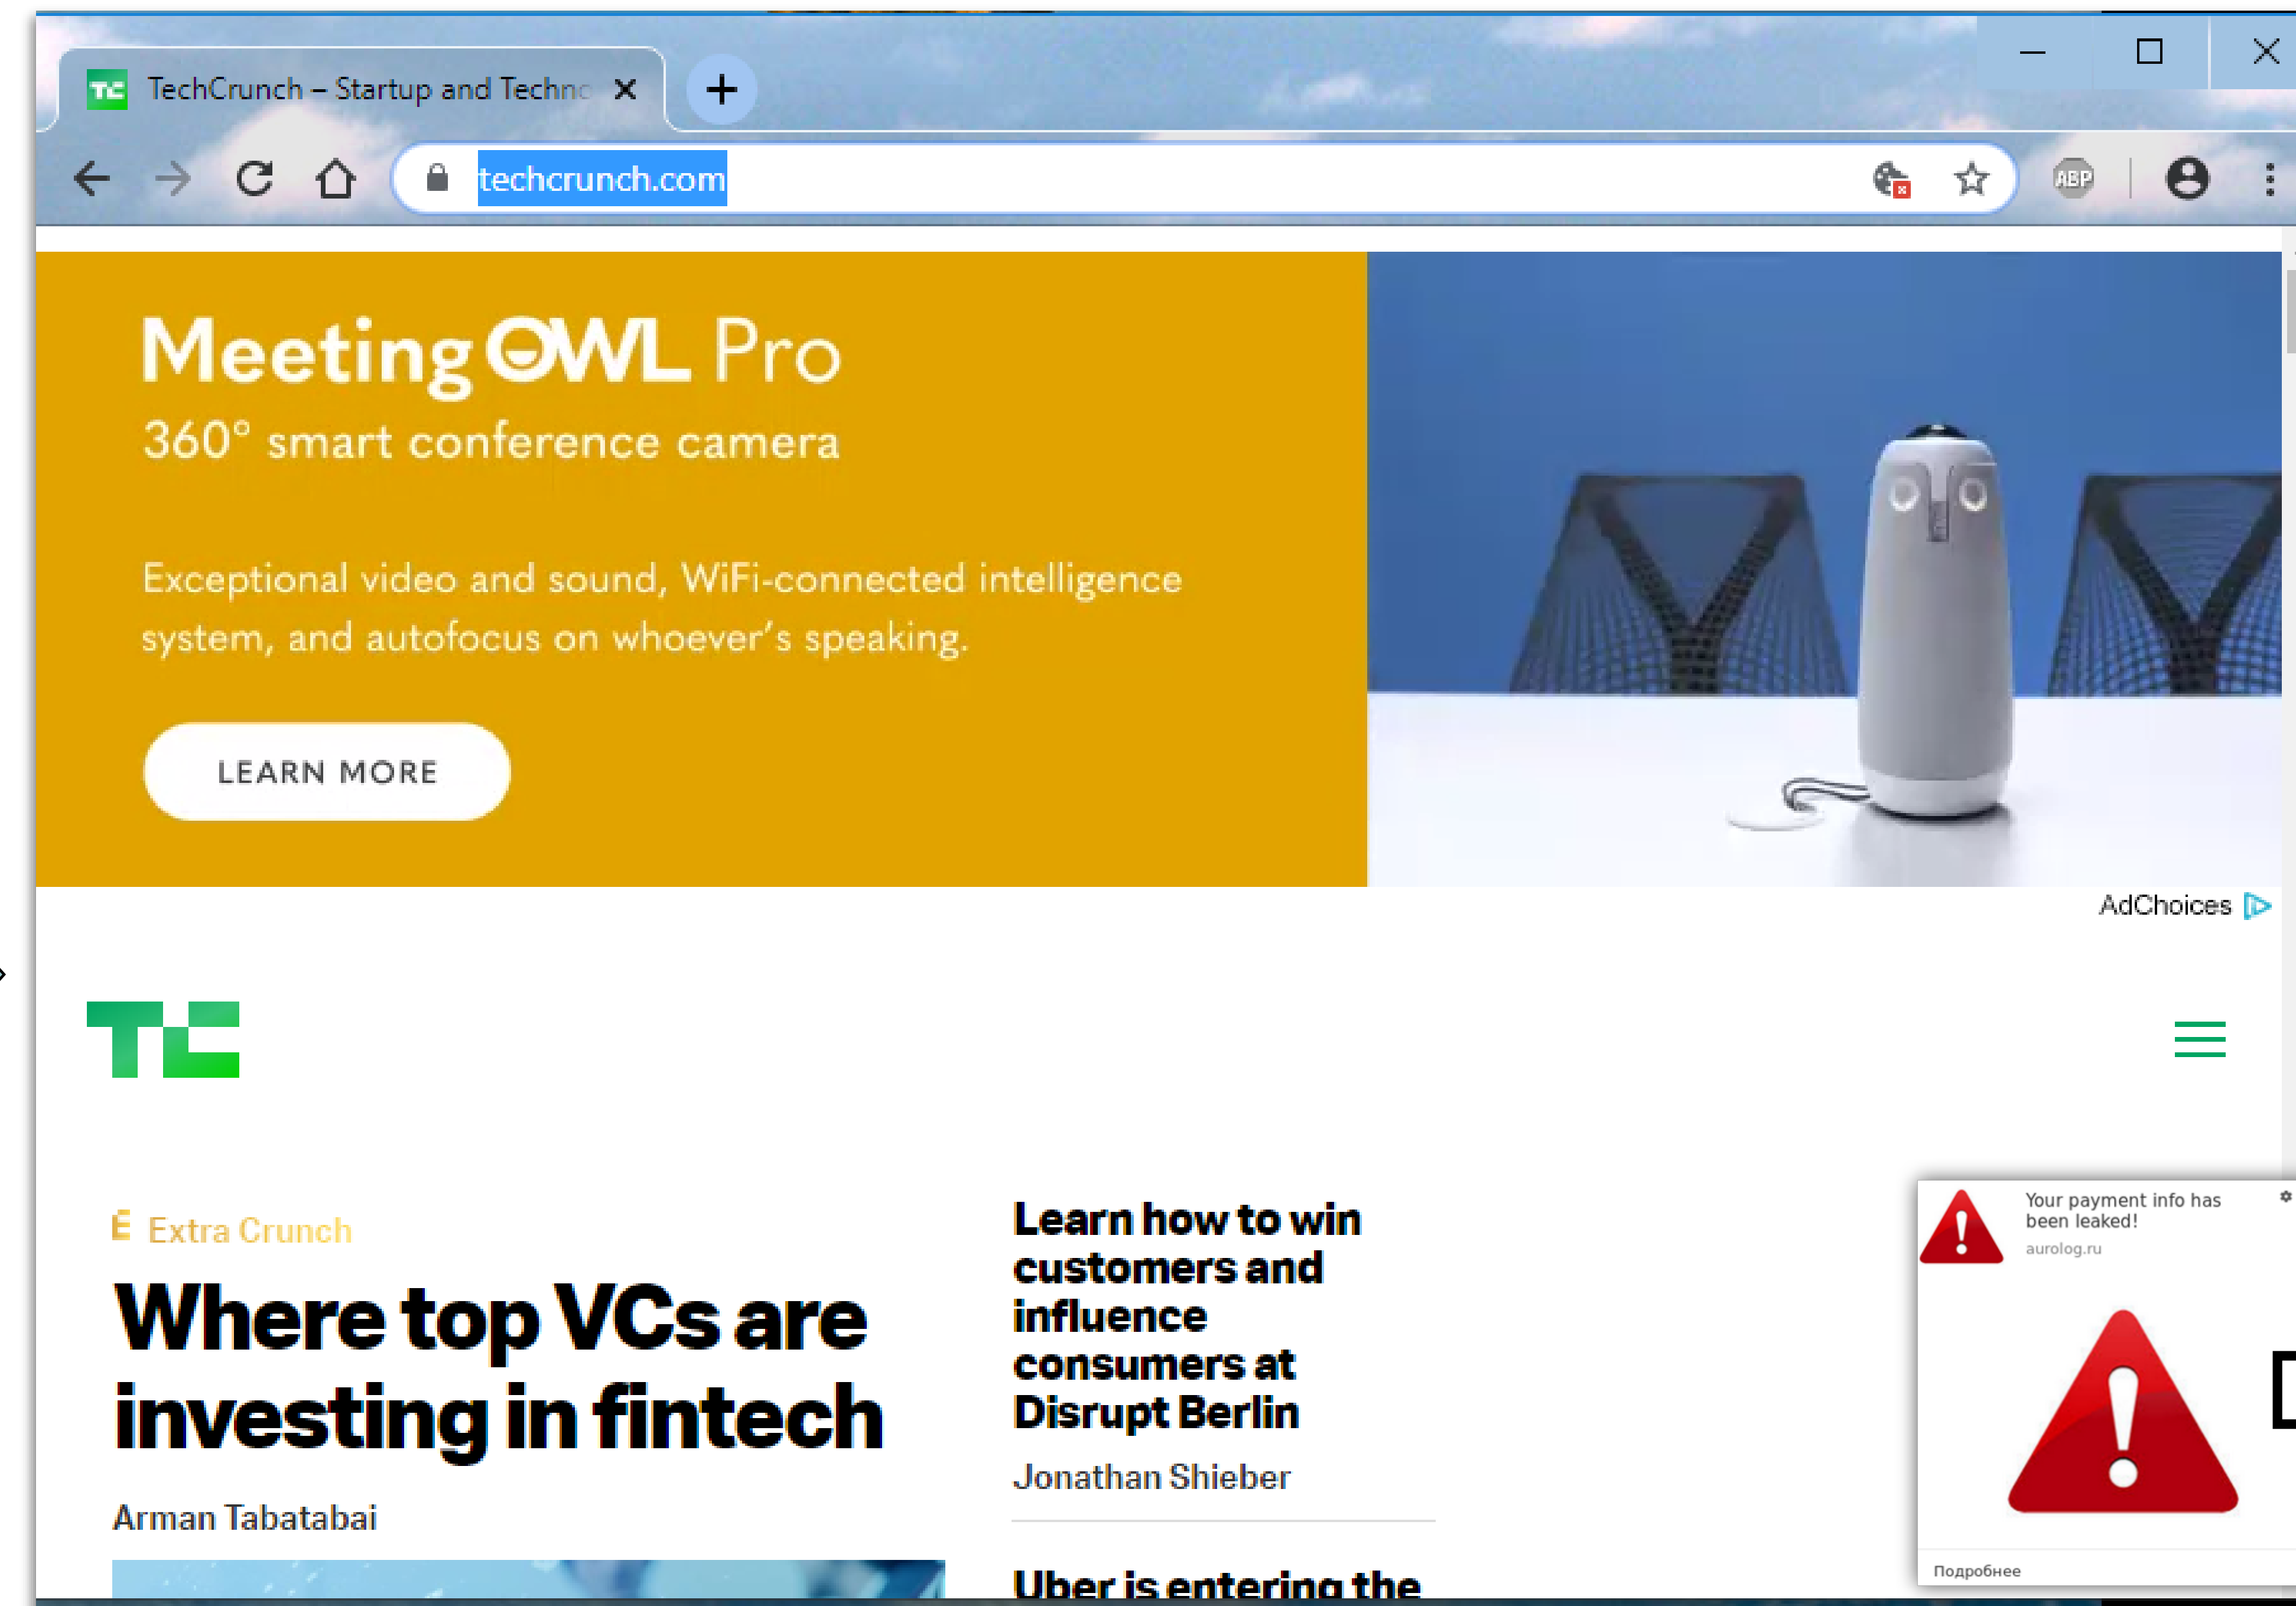 TechCrunch – Startup and Techno
techcrunch.com
ABP
Meeting OWL Pro
360° smart conference camera
Exceptional video and sound, WiFi-connected intelligence
system, and autofocus on whoever's speaking.
LEARN MORE
AdChoices
TC
Extra Crunch
Where top VCs are
investing in fintech
Arman Tabatabai
Learn how to win
customers and
influence
consumers at
Disrupt Berlin
Jonathan Shieber
Uber is entering the
Your payment info has
been leaked!
aurolog.ru
Подробнее